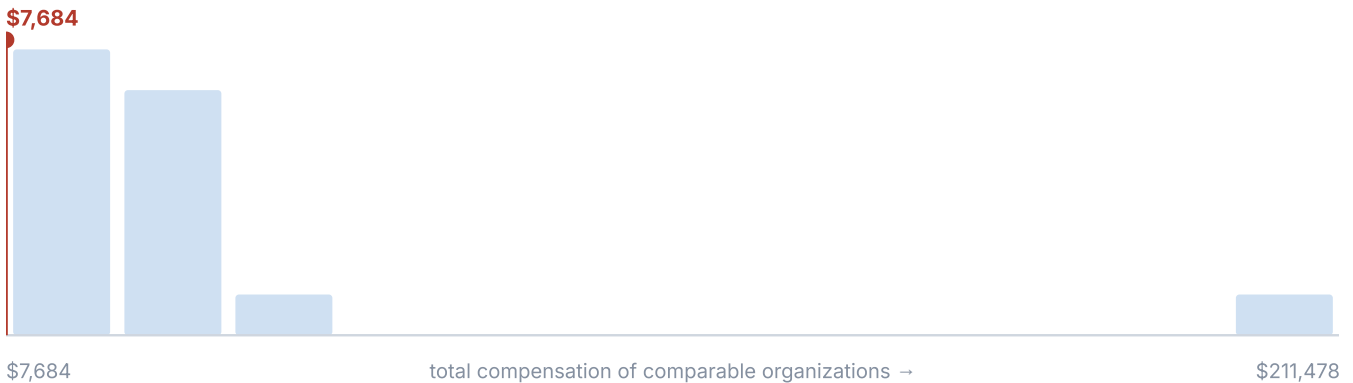 $7,684
$7,684 total compensation of comparable organizations → $211,478